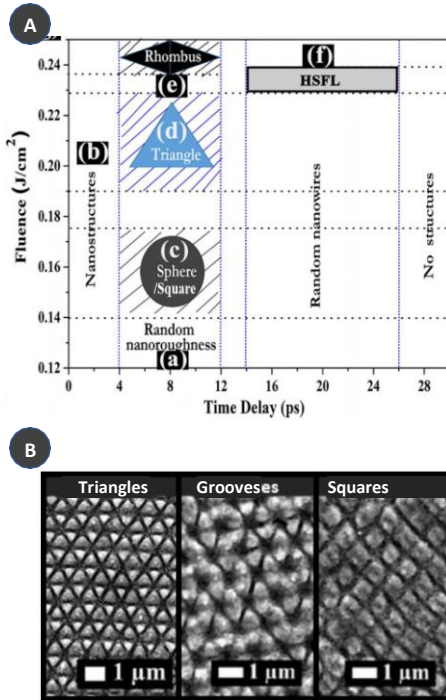 A
Fluence (J/cm²)
0.24
0.22
0.20
0.18
0.16
0.14
0.12
Rhombus
(e)
(f)
HSFL
(b)
Nanostructures
(d)
Triangle
(c)
Sphere
/Square
Random
nanoroughness
(a)
Random nanowires
No structures
0
4
8
12
16
20
24
28
Time Delay (ps)
B
Triangles
Grooveses
Squares
1 μm
1 μm
1 μm